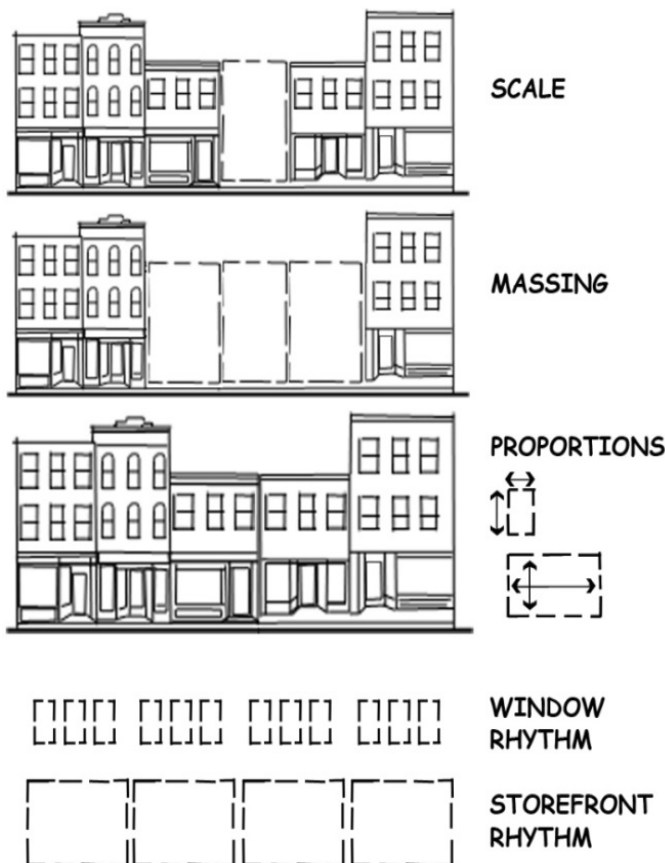 SCALE
MASSING
PROPORTIONS
WINDOW
RHYTHM
STOREFRONT
RHYTHM